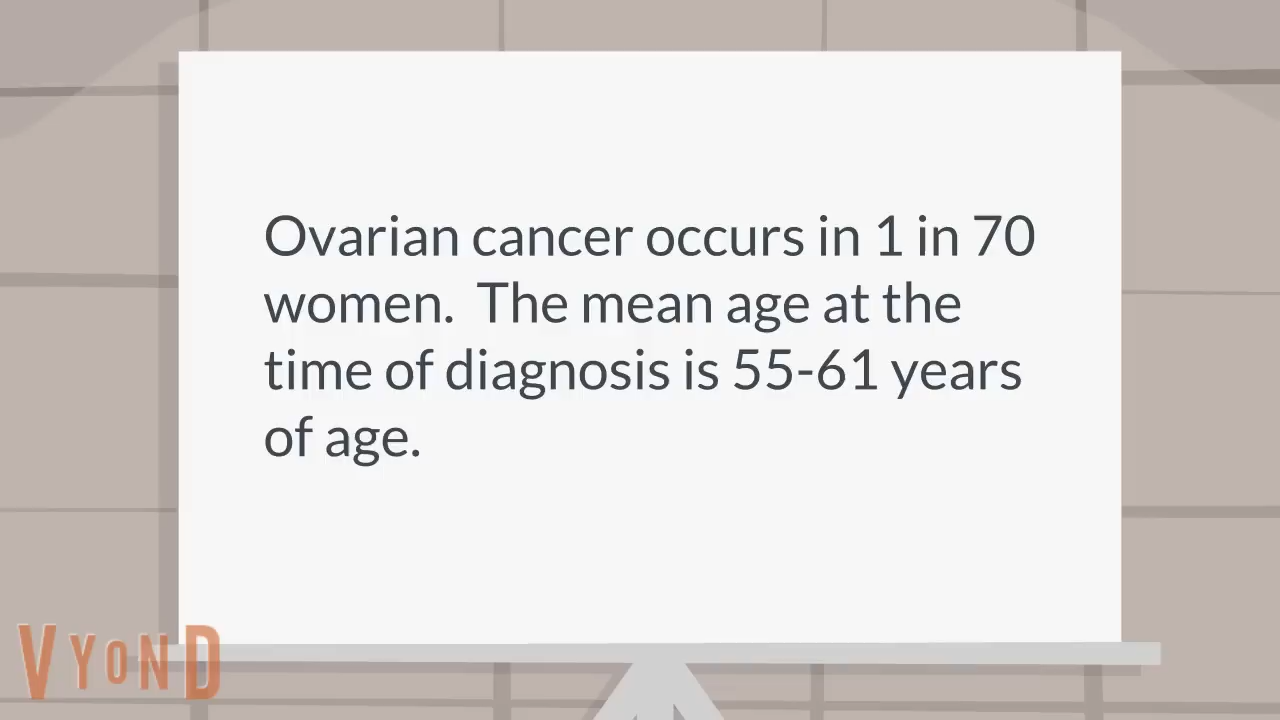 Ovarian cancer occurs in 1 in 70
women.  The mean age at the
time of diagnosis is 55-61 years
of age.
VYOND